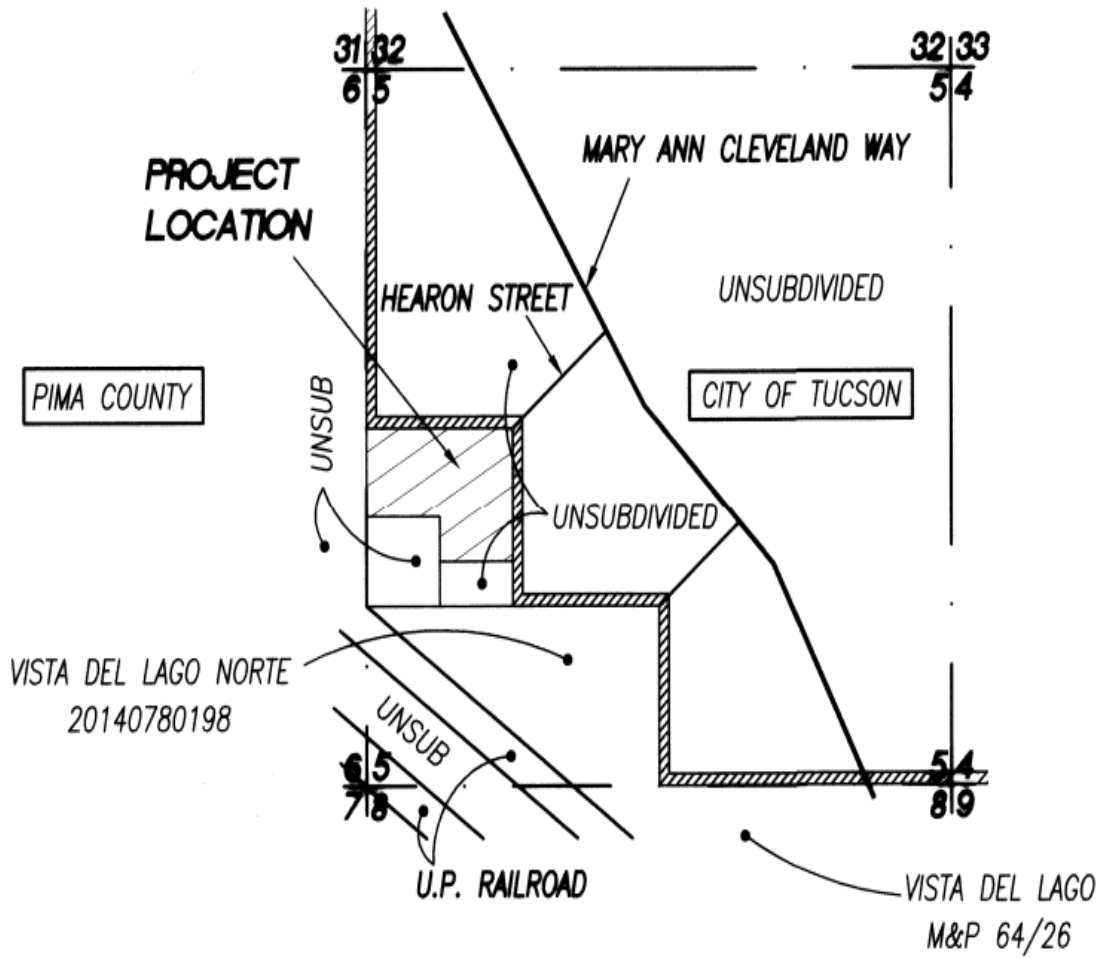 31 32
6 5
32 33
5 4
MARY ANN CLEVELAND WAY
PROJECT
LOCATION
HEARON STREET
UNSUBDIVIDED
PIMA COUNTY
UNSUB
CITY OF TUCSON
UNSUBDIVIDED
VISTA DEL LAGO NORTE
20140780198
UNSUB
6 5
7 8
5 4
8 9
U.P. RAILROAD
VISTA DEL LAGO
M&P 64/26